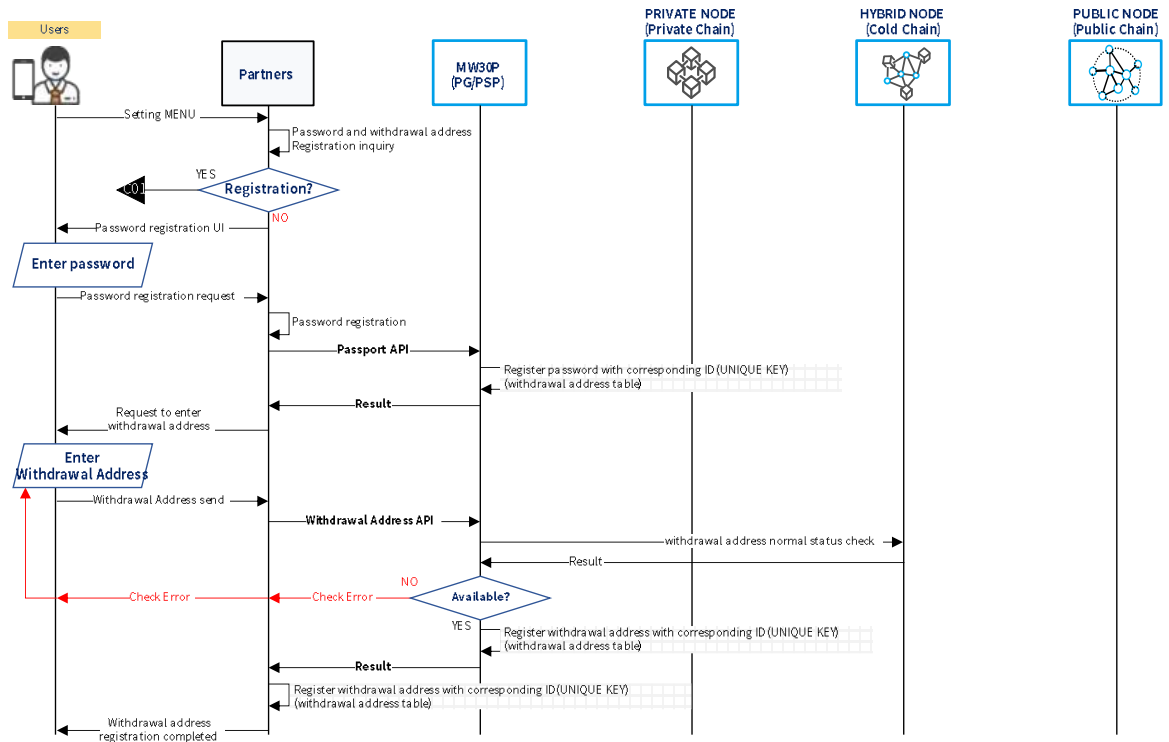 Users
Partners
MW30P
(PG/PSP)
PRIVATE NODE
(Private Chain)
HYBRID NODE
(Cold Chain)
PUBLIC NODE
(Public Chain)
Setting MENU
Password and withdrawal address
Registration inquiry
YES
C01
Registration?
NO
Password registration UI
Enter password
Password registration request
Password registration
Passport API
Register password with corresponding ID(UNIQUE KEY)
(withdrawal address table)
Result
Request to enter
withdrawal address
Enter
Withdrawal Address
Withdrawal Address send
Withdrawal Address API
withdrawal address normal status check
Result
NO
Check Error
Check Error
Available?
YES
Register withdrawal address with corresponding ID(UNIQUE KEY)
(withdrawal address table)
Result
Register withdrawal address with corresponding ID(UNIQUE KEY)
(withdrawal address table)
Withdrawal address
registration completed